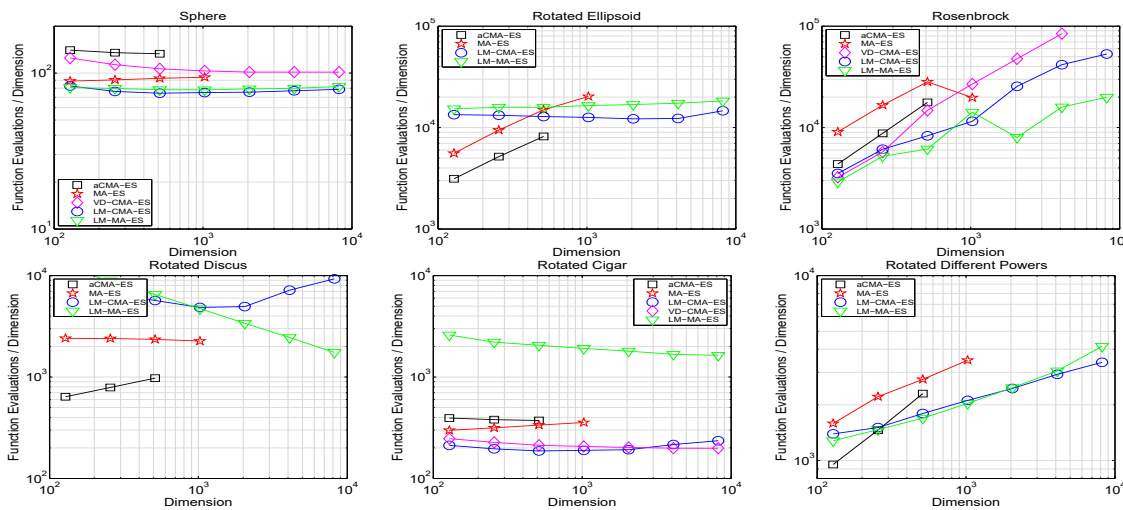 Sphere
Function Evaluations / Dimension
10^2
10^1
aCMA−ES
MA−ES
VD−CMA−ES
LM−CMA−ES
LM−MA−ES
10^2
10^3
10^4
Dimension
Rotated Ellipsoid
Function Evaluations / Dimension
10^5
10^4
10^3
aCMA−ES
MA−ES
LM−CMA−ES
LM−MA−ES
10^2
10^3
10^4
Dimension
Rosenbrock
Function Evaluations / Dimension
10^5
10^4
10^3
aCMA−ES
MA−ES
VD−CMA−ES
LM−CMA−ES
LM−MA−ES
10^2
10^3
10^4
Dimension
Rotated Discus
Function Evaluations / Dimension
10^4
10^3
10^2
aCMA−ES
MA−ES
LM−CMA−ES
LM−MA−ES
10^2
10^3
10^4
Dimension
Rotated Cigar
Function Evaluations / Dimension
10^4
10^3
10^2
aCMA−ES
MA−ES
LM−CMA−ES
VD−CMA−ES
LM−MA−ES
10^2
10^3
10^4
Dimension
Rotated Different Powers
Function Evaluations / Dimension
10^4
10^3
aCMA−ES
MA−ES
LM−CMA−ES
LM−MA−ES
10^2
10^3
10^4
Dimension